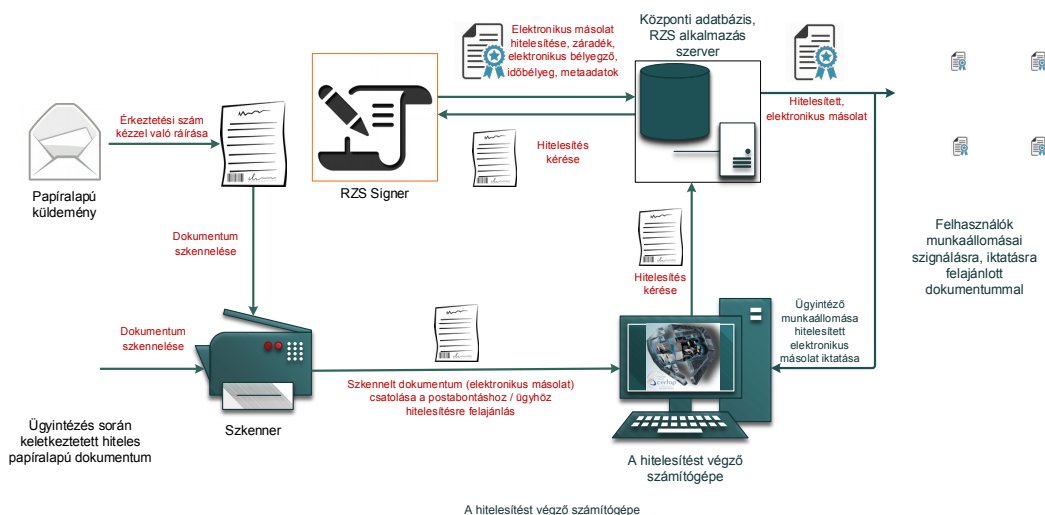 Elektronikus másolat
hitelesítése, záradék,
elektronikus bélyegző,
időbélyeg, metaadatok
Központi adatbázis,
RZS alkalmazás
szerver
Érkeztetési szám
kézzel való ráírása
Hitelesített,
elektronikus másolat
Hitelesítés
kérése
Papíralapú
küldemény
RZS Signer
Dokumentum
szkennelése
Hitelesítés
kérése
Felhasználók
munkaállomásai
szignálásra, iktatásra
felajánlott
dokumentummal
Dokumentum
szkennelése
Ügyintéző
munkaállomása
hitelesített
elektronikus
másolat iktatása
Szkennelt dokumentum (elektronikus másolat)
csatolása a postabontáshoz / ügyhöz
hitelesítésre felajánlás
Ügyintézés során
keletkeztetett hiteles
papíralapú dokumentum
Szkenner
A hitelesítést végző
számítógépe
A hitelesítést végző számítógépe